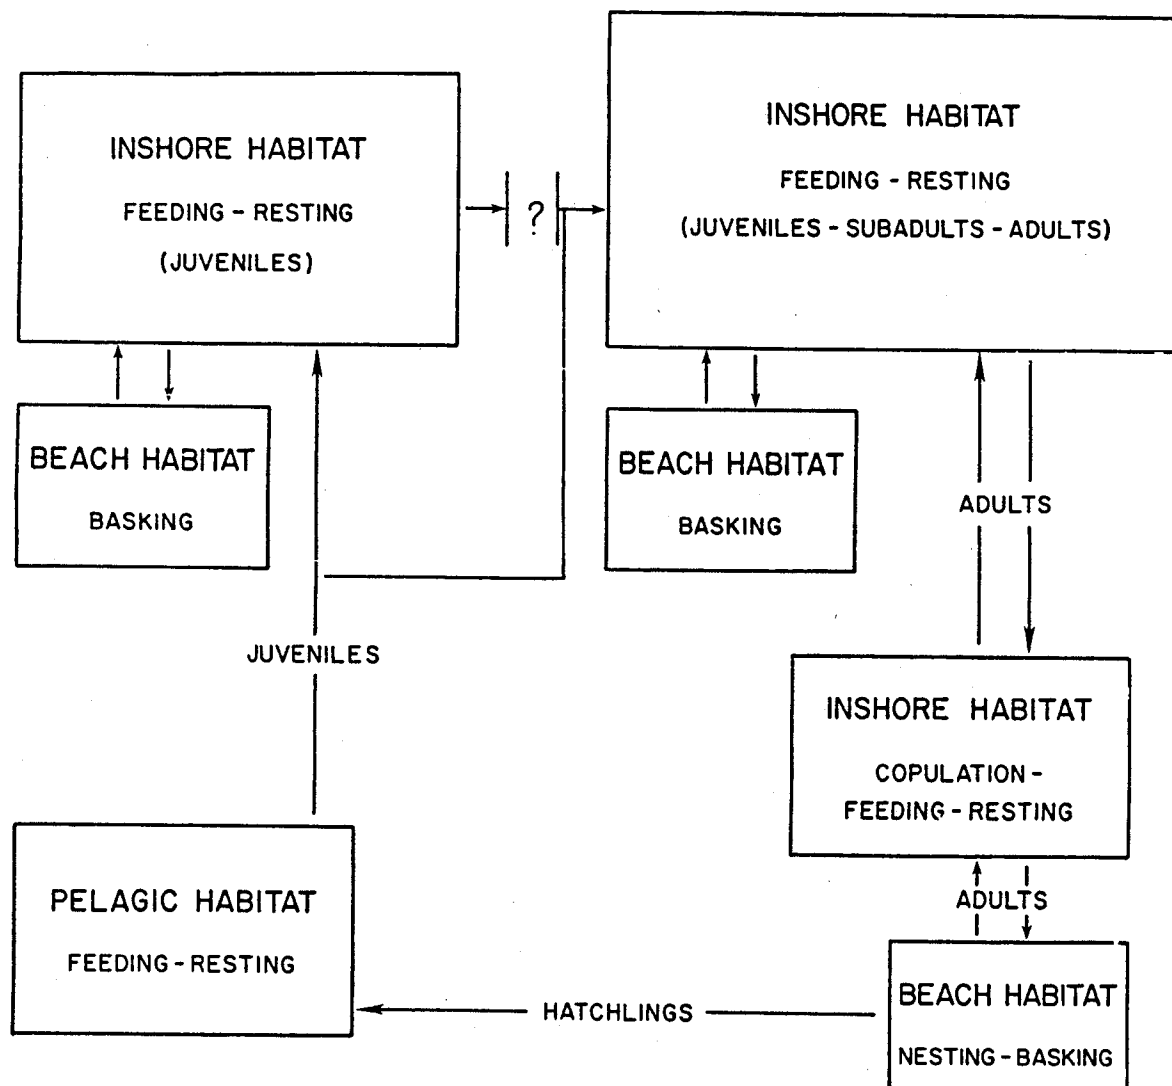 INSHORE HABITAT
FEEDING - RESTING
(JUVENILES)
?
INSHORE HABITAT
FEEDING - RESTING
(JUVENILES - SUBADULTS - ADULTS)
BEACH HABITAT
BASKING
BEACH HABITAT
BASKING
ADULTS
JUVENILES
INSHORE HABITAT
COPULATION -
FEEDING - RESTING
PELAGIC HABITAT
FEEDING - RESTING
ADULTS
HATCHLINGS
BEACH HABITAT
NESTING - BASKING